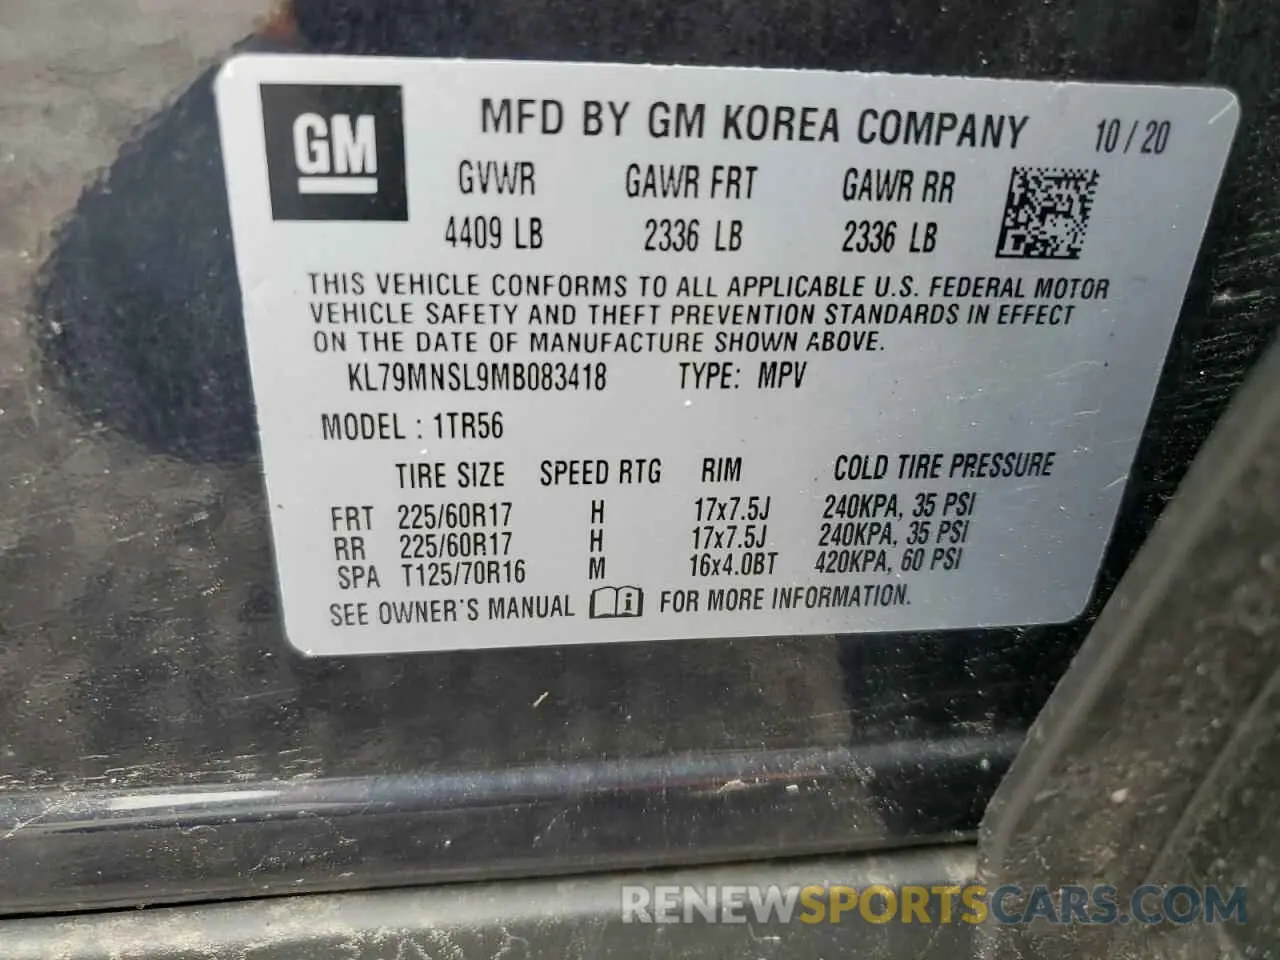 GM
MFD BY GM KOREA COMPANY 10 / 20
GVWR GAWR FRT GAWR RR
4409 LB 2336 LB 2336 LB
THIS VEHICLE CONFORMS TO ALL APPLICABLE U.S. FEDERAL MOTOR
VEHICLE SAFETY AND THEFT PREVENTION STANDARDS IN EFFECT
ON THE DATE OF MANUFACTURE SHOWN ABOVE.
KL79MNSL9MB083418 TYPE: MPV
MODEL : 1TR56
TIRE SIZE SPEED RTG RIM COLD TIRE PRESSURE
FRT 225/60R17 H 17x7.5J 240KPA, 35 PSI
RR 225/60R17 H 17x7.5J 240KPA, 35 PSI
SPA T125/70R16 M 16x4.0BT 420KPA, 60 PSI
SEE OWNER'S MANUAL i FOR MORE INFORMATION.
RENEWSPORTSCARS.COM